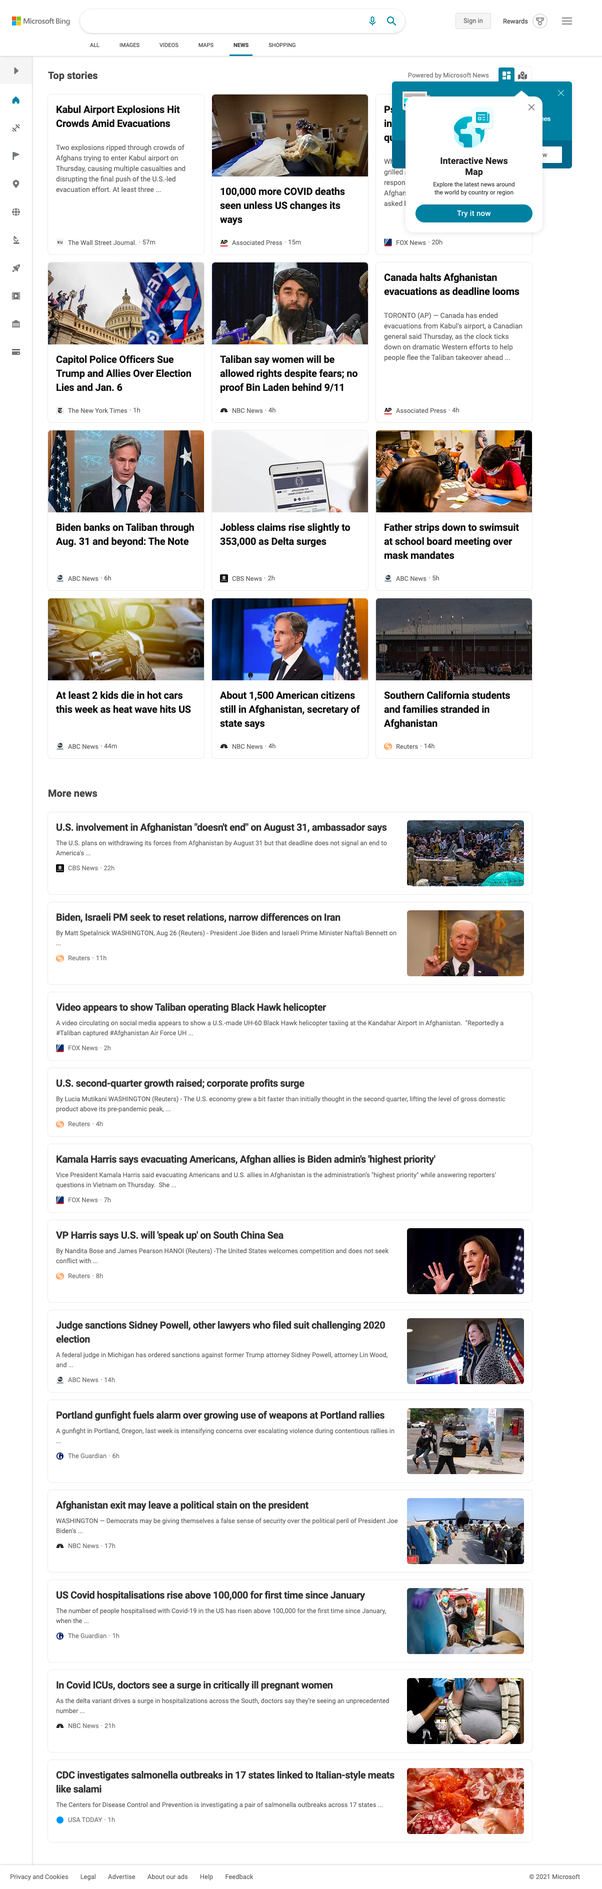 Microsoft Bing
Sign in
Rewards
ALL
IMAGES
VIDEOS
MAPS
NEWS
SHOPPING
Top stories
Powered by Microsoft News
Kabul Airport Explosions Hit
Crowds Amid Evacuations
Two explosions ripped through crowds of
Afghans trying to enter Kabul airport on
Thursday, causing multiple casualties and
disrupting the final push of the U.S.-led
evacuation effort. At least three ...
The Wall Street Journal. · 57m
100,000 more COVID deaths
seen unless US changes its
ways
Associated Press · 15m
Interactive News
Map
Explore the latest news around
the world by country or region
Try it now
FOX News · 20h
Capitol Police Officers Sue
Trump and Allies Over Election
Lies and Jan. 6
The New York Times · 1h
Taliban say women will be
allowed rights despite fears; no
proof Bin Laden behind 9/11
NBC News · 4h
Canada halts Afghanistan
evacuations as deadline looms
TORONTO (AP) — Canada has ended
evacuations from Kabul's airport, a Canadian
general said Thursday, as the clock ticks
down on dramatic Western efforts to help
people flee the Taliban takeover ahead ...
Associated Press · 4h
Biden banks on Taliban through
Aug. 31 and beyond: The Note
ABC News · 6h
Jobless claims rise slightly to
353,000 as Delta surges
CBS News · 2h
Father strips down to swimsuit
at school board meeting over
mask mandates
ABC News · 5h
At least 2 kids die in hot cars
this week as heat wave hits US
ABC News · 44m
About 1,500 American citizens
still in Afghanistan, secretary of
state says
NBC News · 4h
Southern California students
and families stranded in
Afghanistan
Reuters · 14h
More news
U.S. involvement in Afghanistan "doesn't end" on August 31, ambassador says
The U.S. plans on withdrawing its forces from Afghanistan by August 31 but that deadline does not signal an end to
America's ...
CBS News · 22h
Biden, Israeli PM seek to reset relations, narrow differences on Iran
By Matt Spetalnick WASHINGTON, Aug 26 (Reuters) - President Joe Biden and Israeli Prime Minister Naftali Bennett on
...
Reuters · 11h
Video appears to show Taliban operating Black Hawk helicopter
A video circulating on social media appears to show a U.S.-made UH-60 Black Hawk helicopter taxiing at the Kandahar Airport in Afghanistan. "Reportedly a
#Taliban captured #Afghanistan Air Force UH ...
FOX News · 2h
U.S. second-quarter growth raised; corporate profits surge
By Lucia Mutikani WASHINGTON (Reuters) - The U.S. economy grew a bit faster than initially thought in the second quarter, lifting the level of gross domestic
product above its pre-pandemic peak, ...
Reuters · 4h
Kamala Harris says evacuating Americans, Afghan allies is Biden admin's 'highest priority'
Vice President Kamala Harris said evacuating Americans and U.S. allies in Afghanistan is the administration's "highest priority" while answering reporters'
questions in Vietnam on Thursday. She ...
FOX News · 7h
VP Harris says U.S. will 'speak up' on South China Sea
By Nandita Bose and James Pearson HANOI (Reuters) -The United States welcomes competition and does not seek
conflict with ...
Reuters · 8h
Judge sanctions Sidney Powell, other lawyers who filed suit challenging 2020
election
A federal judge in Michigan has ordered sanctions against former Trump attorney Sidney Powell, attorney Lin Wood,
and ...
ABC News · 14h
Portland gunfight fuels alarm over growing use of weapons at Portland rallies
A gunfight in Portland, Oregon, last week is intensifying concerns over escalating violence during contentious rallies in
...
The Guardian · 6h
Afghanistan exit may leave a political stain on the president
WASHINGTON — Democrats may be giving themselves a false sense of security over the political peril of President Joe
Biden's ...
NBC News · 17h
US Covid hospitalisations rise above 100,000 for first time since January
The number of people hospitalised with Covid-19 in the US has risen above 100,000 for the first time since January,
when the ...
The Guardian · 1h
In Covid ICUs, doctors see a surge in critically ill pregnant women
As the delta variant drives a surge in hospitalizations across the South, doctors say they're seeing an unprecedented
number ...
NBC News · 21h
CDC investigates salmonella outbreaks in 17 states linked to Italian-style meats
like salami
The Centers for Disease Control and Prevention is investigating a pair of salmonella outbreaks across 17 states ...
USA TODAY · 1h
Privacy and Cookies
Legal
Advertise
About our ads
Help
Feedback
© 2021 Microsoft